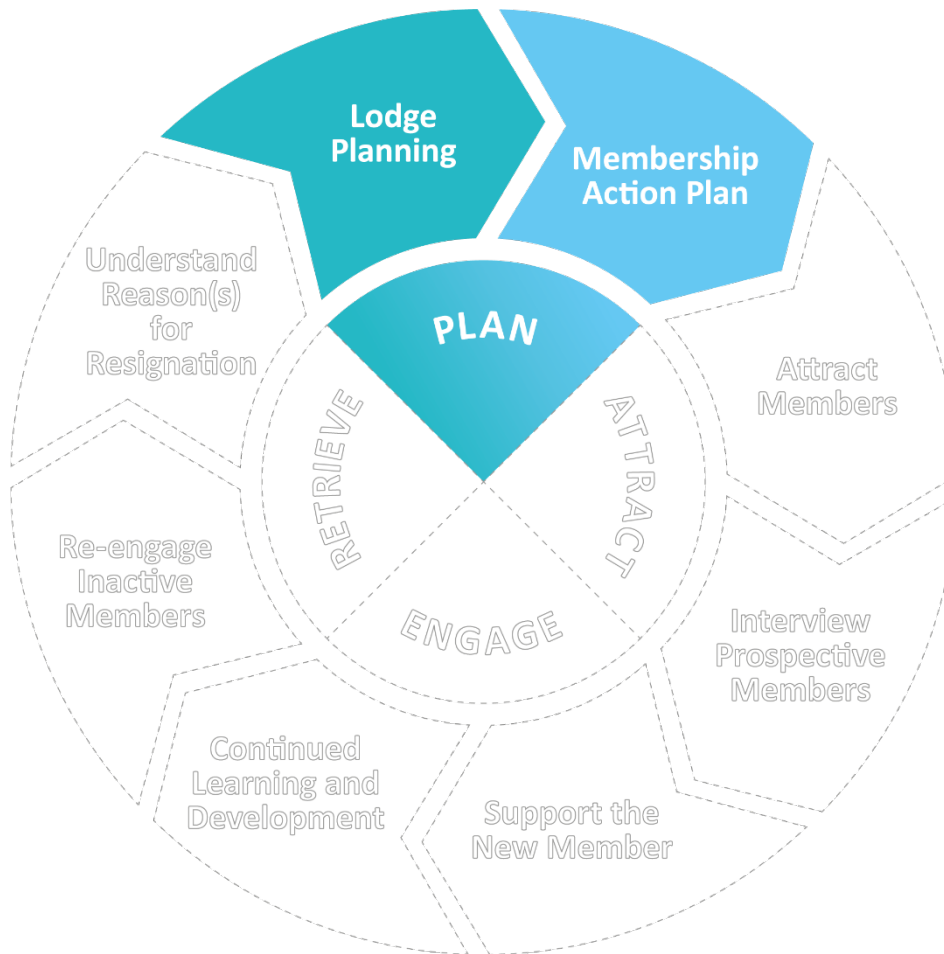 Lodge
Planning
Membership
Action Plan
Attract
Members
Interview
Prospective
Members
Support the
New Member
Continued
Learning and
Development
Re-engage
Inactive
Members
Understand
Reason(s)
for
Resignation
PLAN
ATTRACT
ENGAGE
RETRIEVE